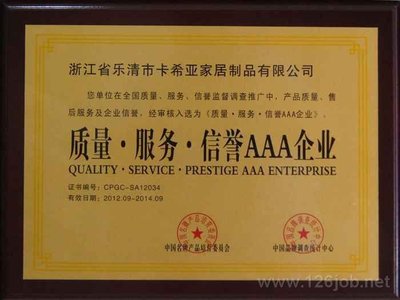 浙江省乐清市卡希亚家居制品有限公司
您单位在全国质量、服务、信誉监督调查推广中，产品质量、售
后服务及企业信誉，经审核入选为《质量·服务·信誉AAA企业》。
质量·服务·信誉AAA企业
QUALITY · SERVICE · PRESTIGE AAA ENTERPRISE
证书编号：CPGC-SA12034
有效日期：2012.09-2014.09
中国名牌产品培育委员会
中国品牌调查统计中心
www.126job.net